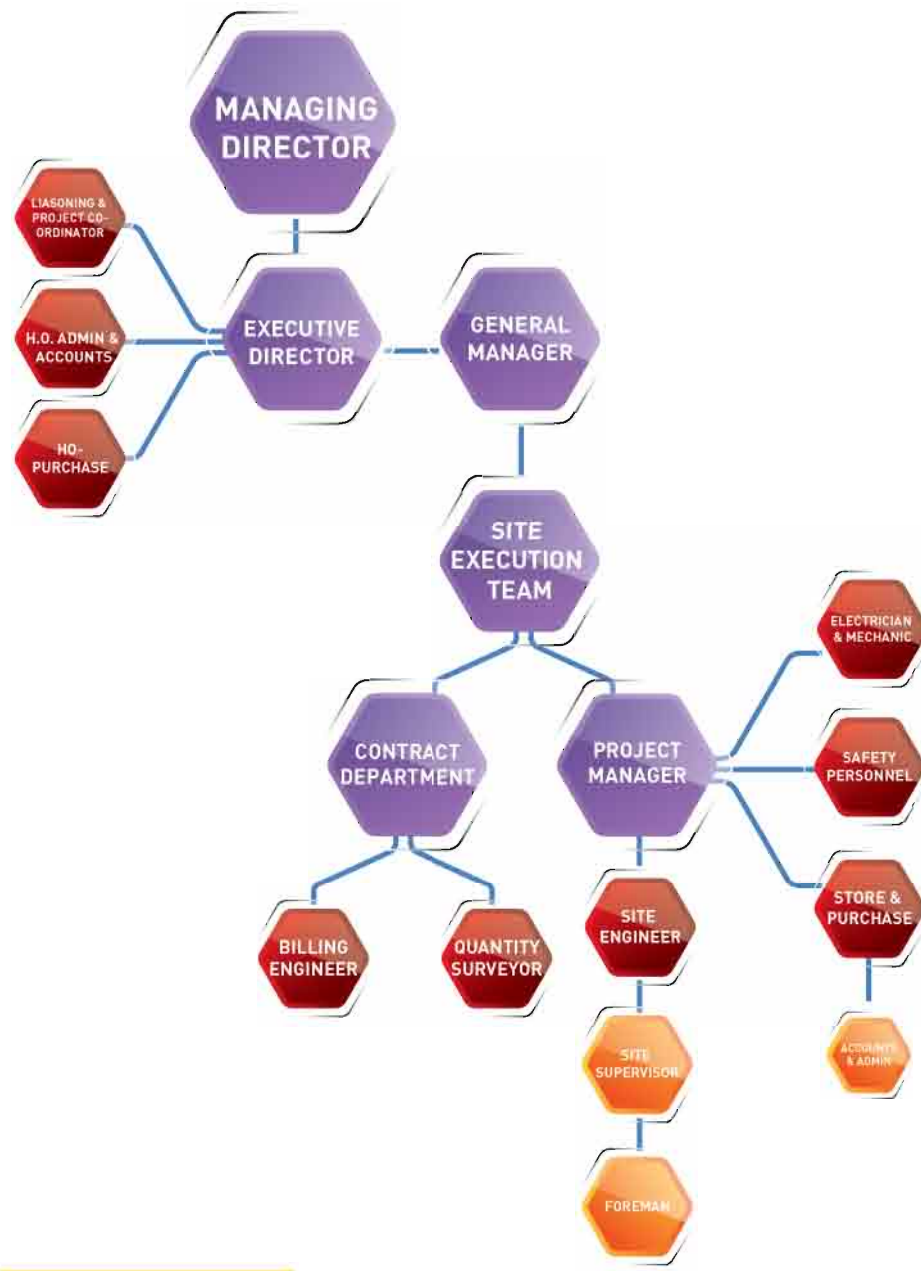 MANAGING
DIRECTOR
LIASONING &
PROJECT CO-
ORDINATOR
EXECUTIVE
DIRECTOR
GENERAL
MANAGER
H.O. ADMIN &
ACCOUNTS
HO-
PURCHASE
SITE
EXECUTION
TEAM
ELECTRICIAN
& MECHANIC
CONTRACT
DEPARTMENT
PROJECT
MANAGER
SAFETY
PERSONNEL
BILLING
ENGINEER
QUANTITY
SURVEYOR
SITE
ENGINEER
STORE &
PURCHASE
SITE
SUPERVISOR
ACCOUNTS
& ADMIN
FOREMAN